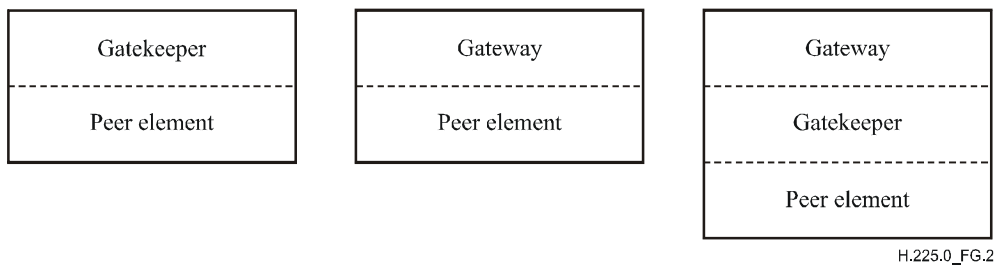 Gatekeeper
Peer element
Gateway
Peer element
Gateway
Gatekeeper
Peer element
H.225.0_FG.2